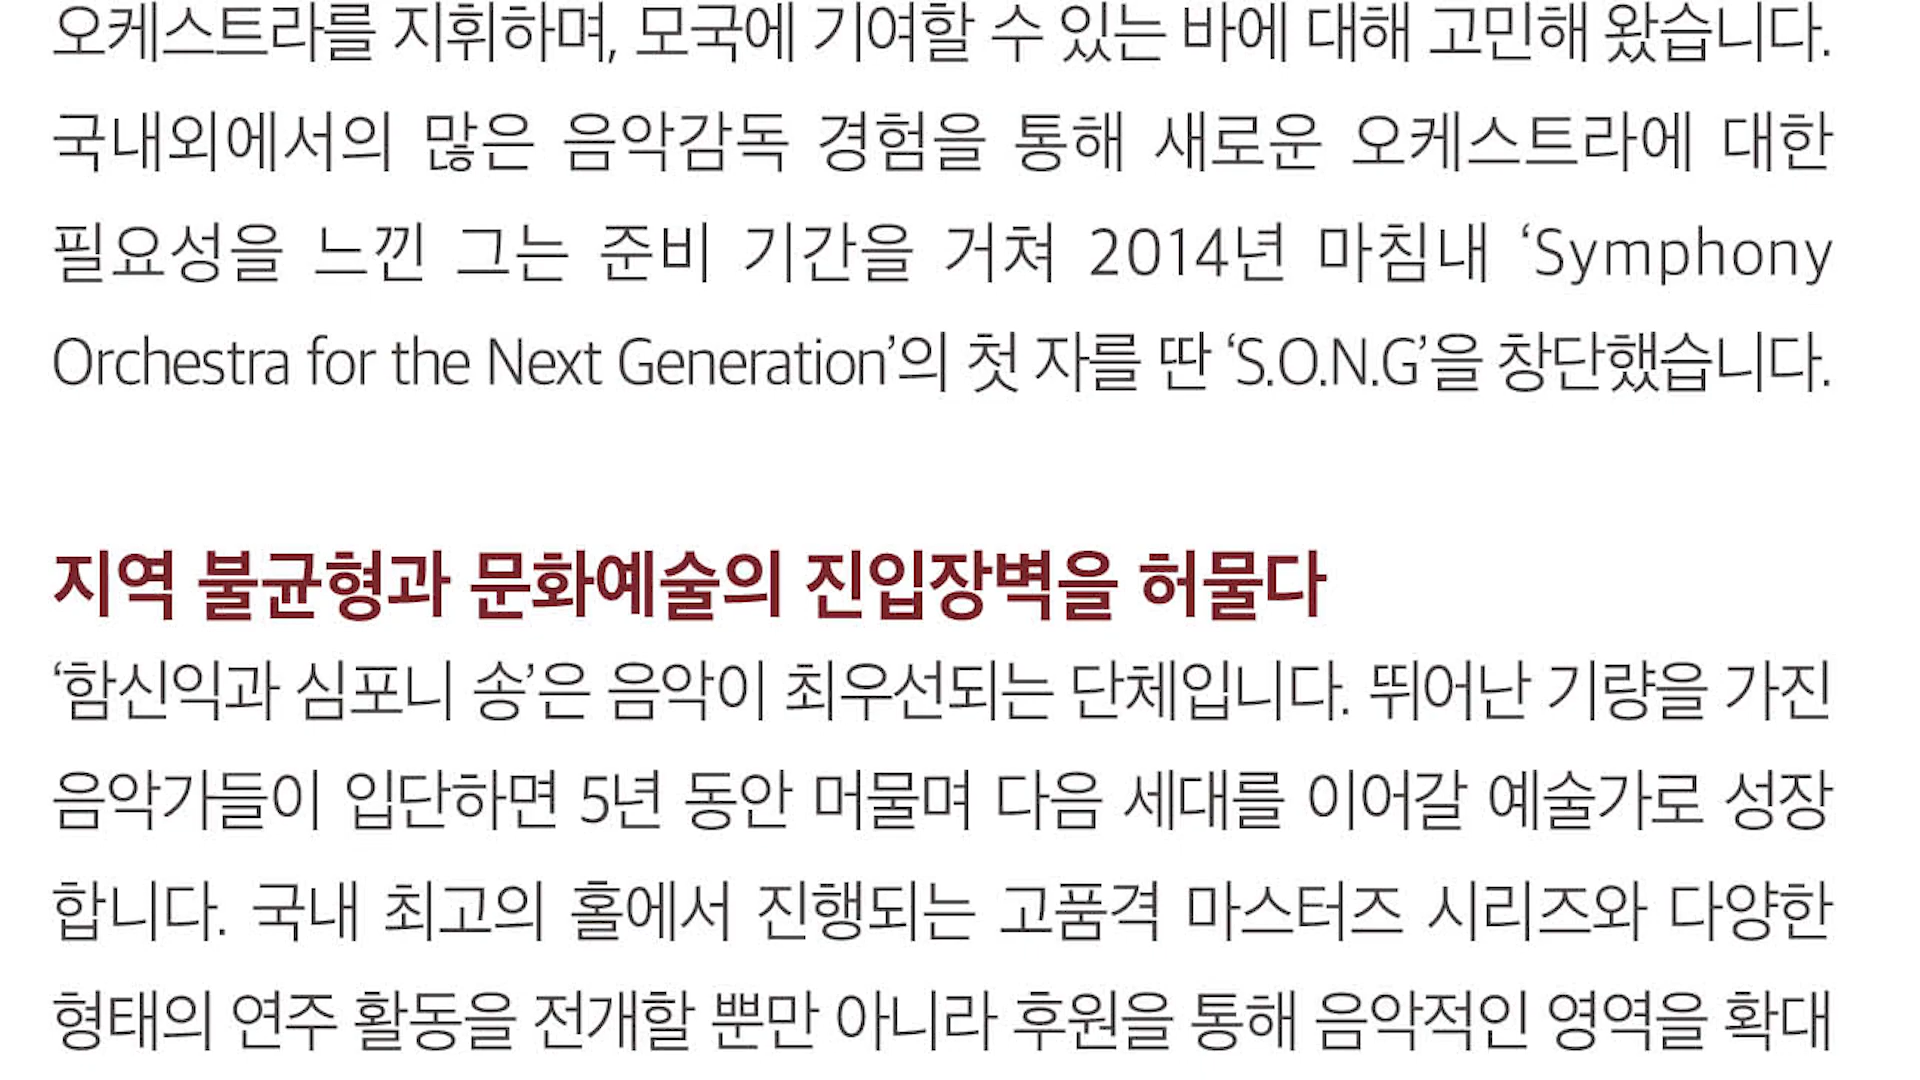 오케스트라를 지휘하며, 모국에 기여할 수 있는 바에 대해 고민해 왔습니다.
국내외에서의 많은 음악감독 경험을 통해 새로운 오케스트라에 대한
필요성을 느낀 그는 준비 기간을 거쳐 2014년 마침내 ‘Symphony
Orchestra for the Next Generation’의 첫 자를 딴 ‘S.O.N.G’을 창단했습니다.
지역 불균형과 문화예술의 진입장벽을 허물다
‘함신익과 심포니 송’은 음악이 최우선되는 단체입니다. 뛰어난 기량을 가진
음악가들이 입단하면 5년 동안 머물며 다음 세대를 이어갈 예술가로 성장
합니다. 국내 최고의 홀에서 진행되는 고품격 마스터즈 시리즈와 다양한
형태의 연주 활동을 전개할 뿐만 아니라 후원을 통해 음악적인 영역을 확대